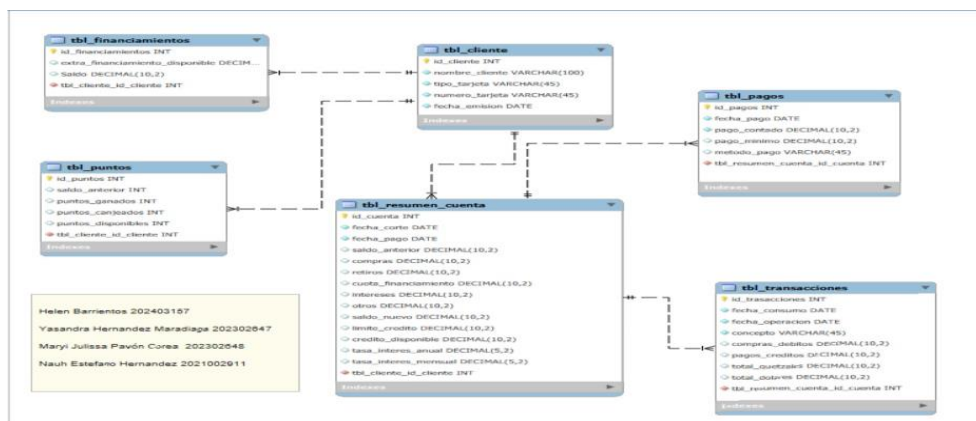 tbl_financiamientos
id_financiamientos INT
extra_financiamiento_disponible DECIM...
Saldo DECIMAL(10,2)
tbl_cliente_id_cliente INT
Indexes
tbl_cliente
id_cliente INT
nombre_cliente VARCHAR(100)
tipo_tarjeta VARCHAR(45)
numero_tarjeta VARCHAR(45)
fecha_emision DATE
Indexes
tbl_pagos
id_pagos INT
fecha_pago DATE
pago_contado DECIMAL(10,2)
pago_minimo DECIMAL(10,2)
metodo_pago VARCHAR(45)
tbl_resumen_cuenta_id_cuenta INT
Indexes
tbl_puntos
id_puntos INT
saldo_anterior INT
puntos_ganados INT
puntos_canjeados INT
puntos_disponibles INT
tbl_cliente_id_cliente INT
Indexes
tbl_resumen_cuenta
id_cuenta INT
fecha_corte DATE
fecha_pago DATE
saldo_anterior DECIMAL(10,2)
compras DECIMAL(10,2)
retiros DECIMAL(10,2)
cuota_financiamiento DECIMAL(10,2)
intereses DECIMAL(10,2)
otros DECIMAL(10,2)
saldo_nuevo DECIMAL(10,2)
limite_credito DECIMAL(10,2)
credito_disponible DECIMAL(10,2)
tasa_interes_anual DECIMAL(5,2)
tasa_interes_mensual DECIMAL(5,2)
tbl_cliente_id_cliente INT
Indexes
tbl_transacciones
id_trasacciones INT
fecha_consumo DATE
fecha_operacion DATE
concepto VARCHAR(45)
compras_debitos DECIMAL(10,2)
pagos_creditos DECIMAL(10,2)
total_quetzales DECIMAL(10,2)
total_dolares DECIMAL(10,2)
tbl_resumen_cuenta_id_cuenta INT
Indexes
Helen Barrientos 202403157
Yasandra Hernandez Maradiaga 202302647
Maryi Julissa Pavón Corea 202302648
Nauh Estefano Hernandez 2021002911